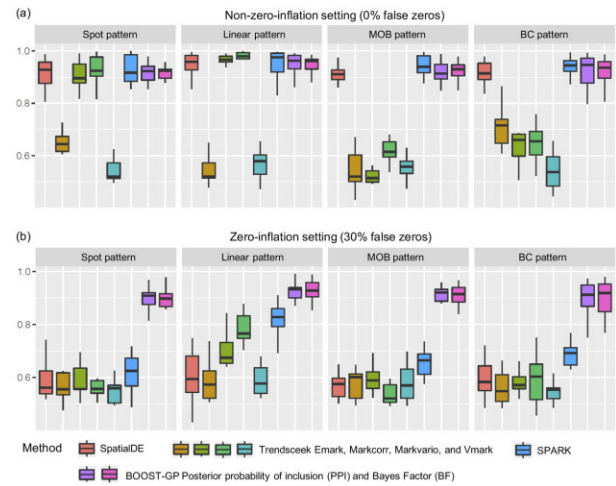 (a) Non-zero-inflation setting (0% false zeros)
Spot pattern Linear pattern MOB pattern BC pattern
1.0
0.8
0.6
(b) Zero-inflation setting (30% false zeros)
Spot pattern Linear pattern MOB pattern BC pattern
1.0
0.8
0.6
Method SpatialDE Trendsceek Emark, Markcorr, Markvario, and Vmark SPARK
BOOST-GP Posterior probability of inclusion (PPI) and Bayes Factor (BF)